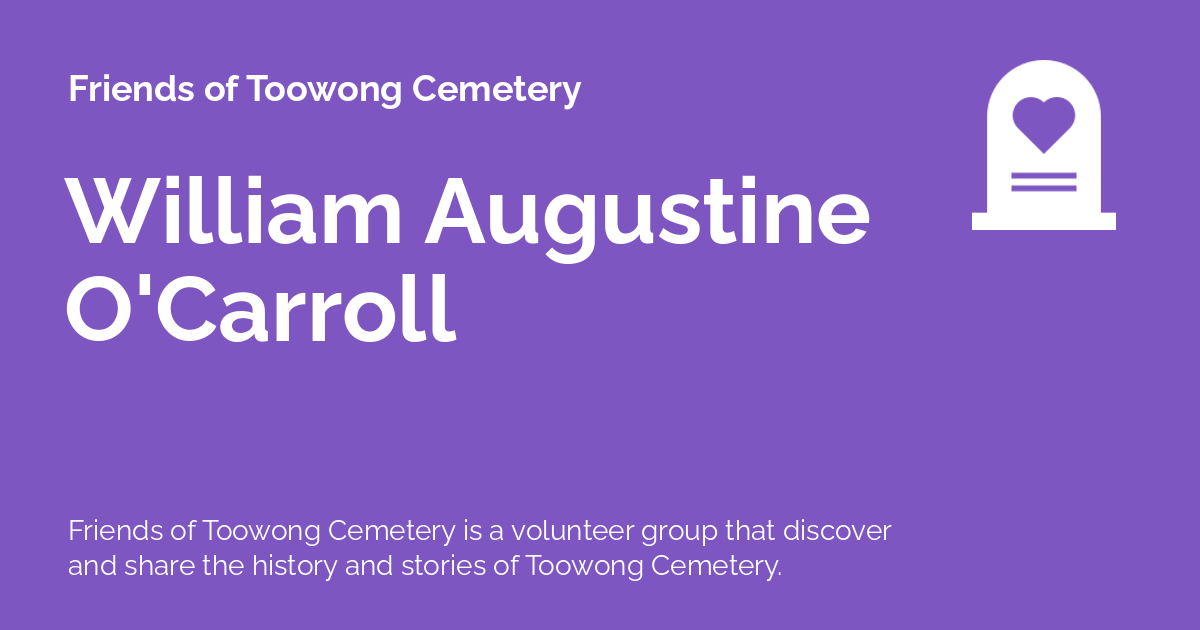 Friends of Toowong Cemetery
William Augustine
O'Carroll
Friends of Toowong Cemetery is a volunteer group that discover
and share the history and stories of Toowong Cemetery.